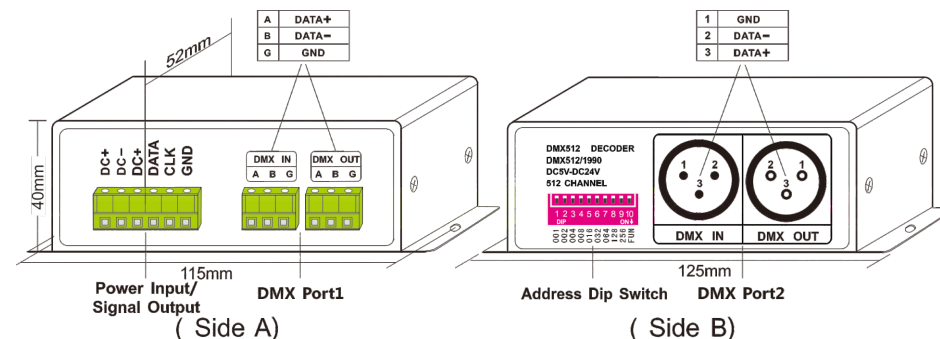 A DATA+
B DATA−
G GND
52mm
40mm
DC+
DC−
DC+
DATA
CLK
GND
DMX IN
A B G
DMX OUT
A B G
115mm
Power Input/
Signal Output
DMX Port1
( Side A)
1 GND
2 DATA−
3 DATA+
DMX512 DECODER
DMX512/1990
DC5V-DC24V
512 CHANNEL
1 2 3 4 5 6 7 8 9 10
DIP ON↓
001
002
004
008
016
032
064
128
256
FUN
1 2
3
DMX IN
2 1
3
DMX OUT
125mm
Address Dip Switch
DMX Port2
( Side B)